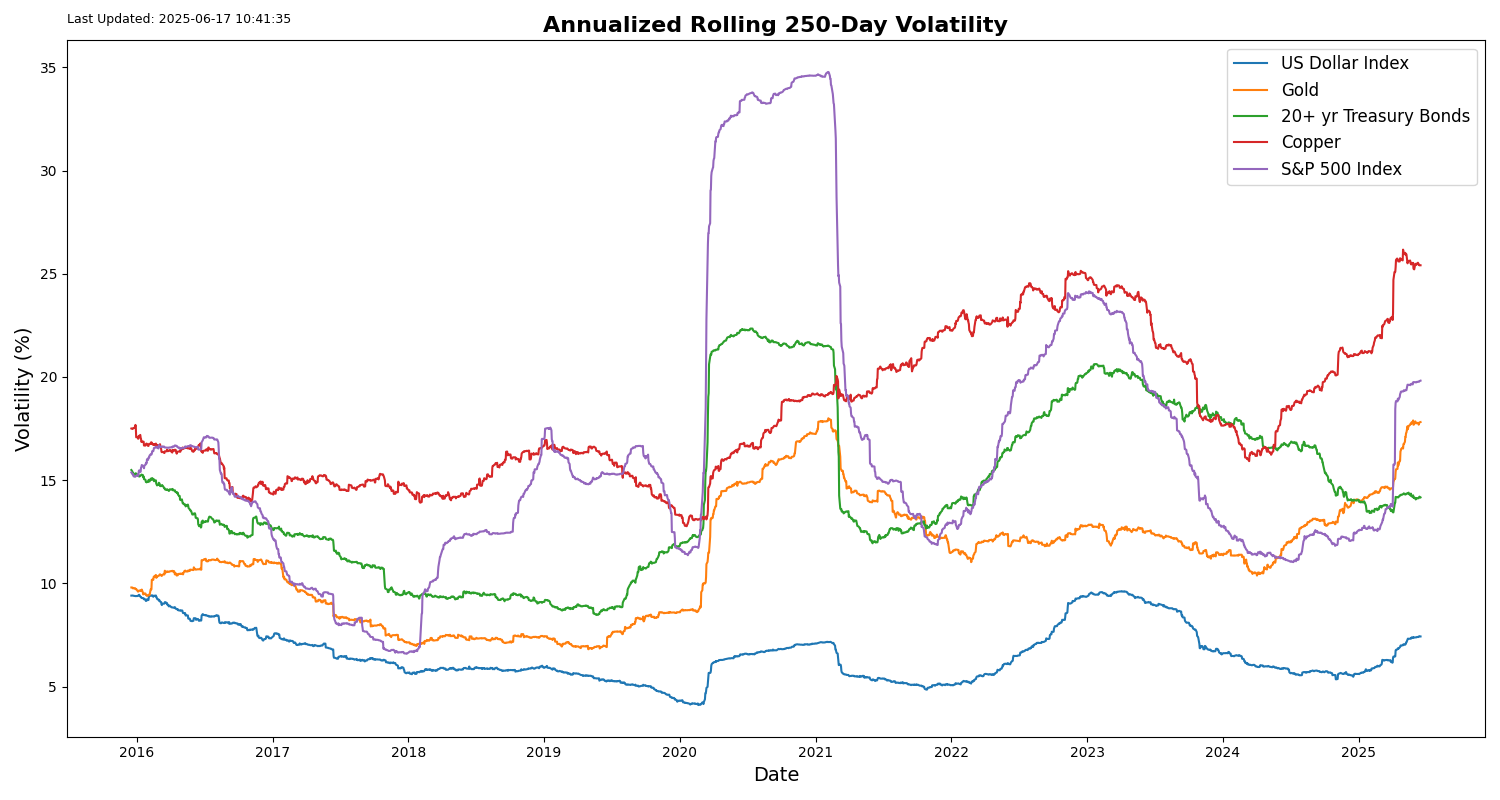 Last Updated: 2025-06-17 10:41:35
Annualized Rolling 250-Day Volatility
US Dollar Index
Gold
20+ yr Treasury Bonds
Copper
S&P 500 Index
Volatility (%)
35
30
25
20
15
10
5
2016 2017 2018 2019 2020 2021 2022 2023 2024 2025
Date